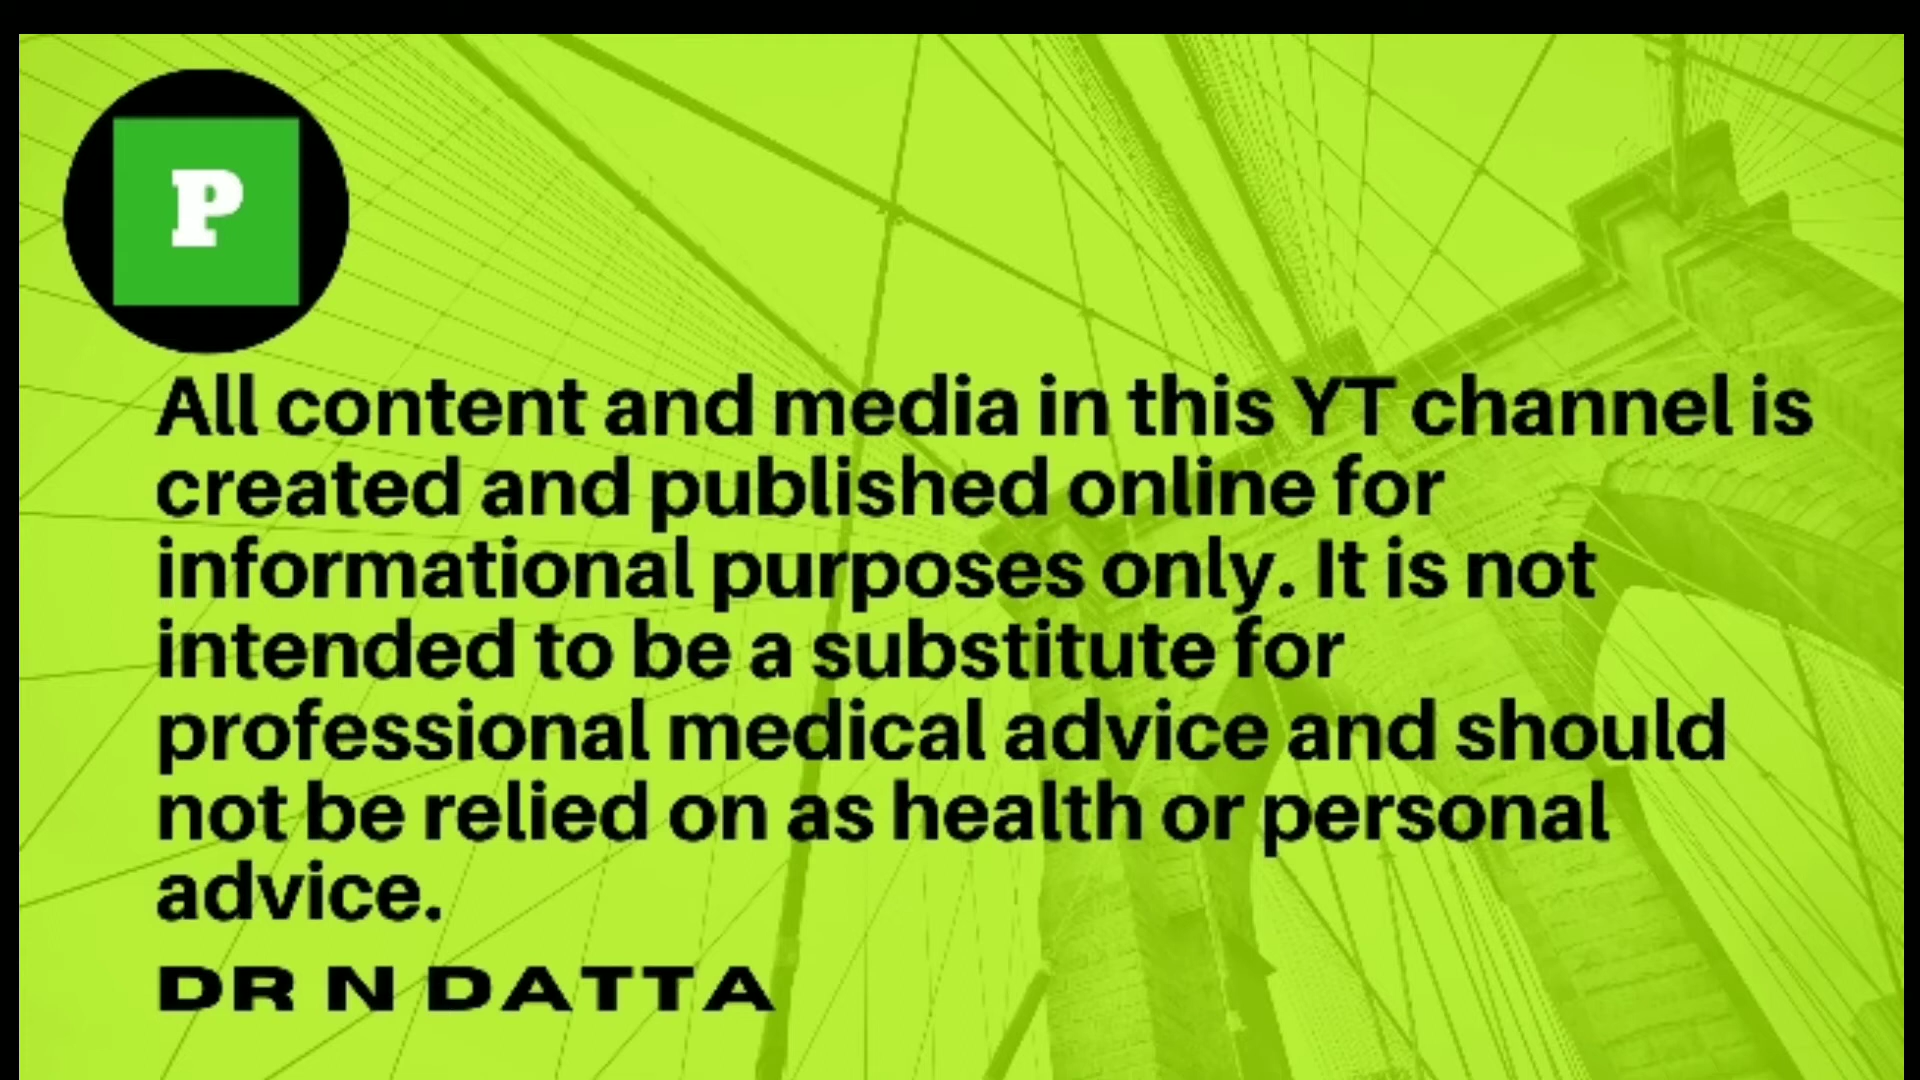 P
All content and media in this YT channel is
created and published online for
informational purposes only. It is not
intended to be a substitute for
professional medical advice and should
not be relied on as health or personal
advice.
DR N DATTA